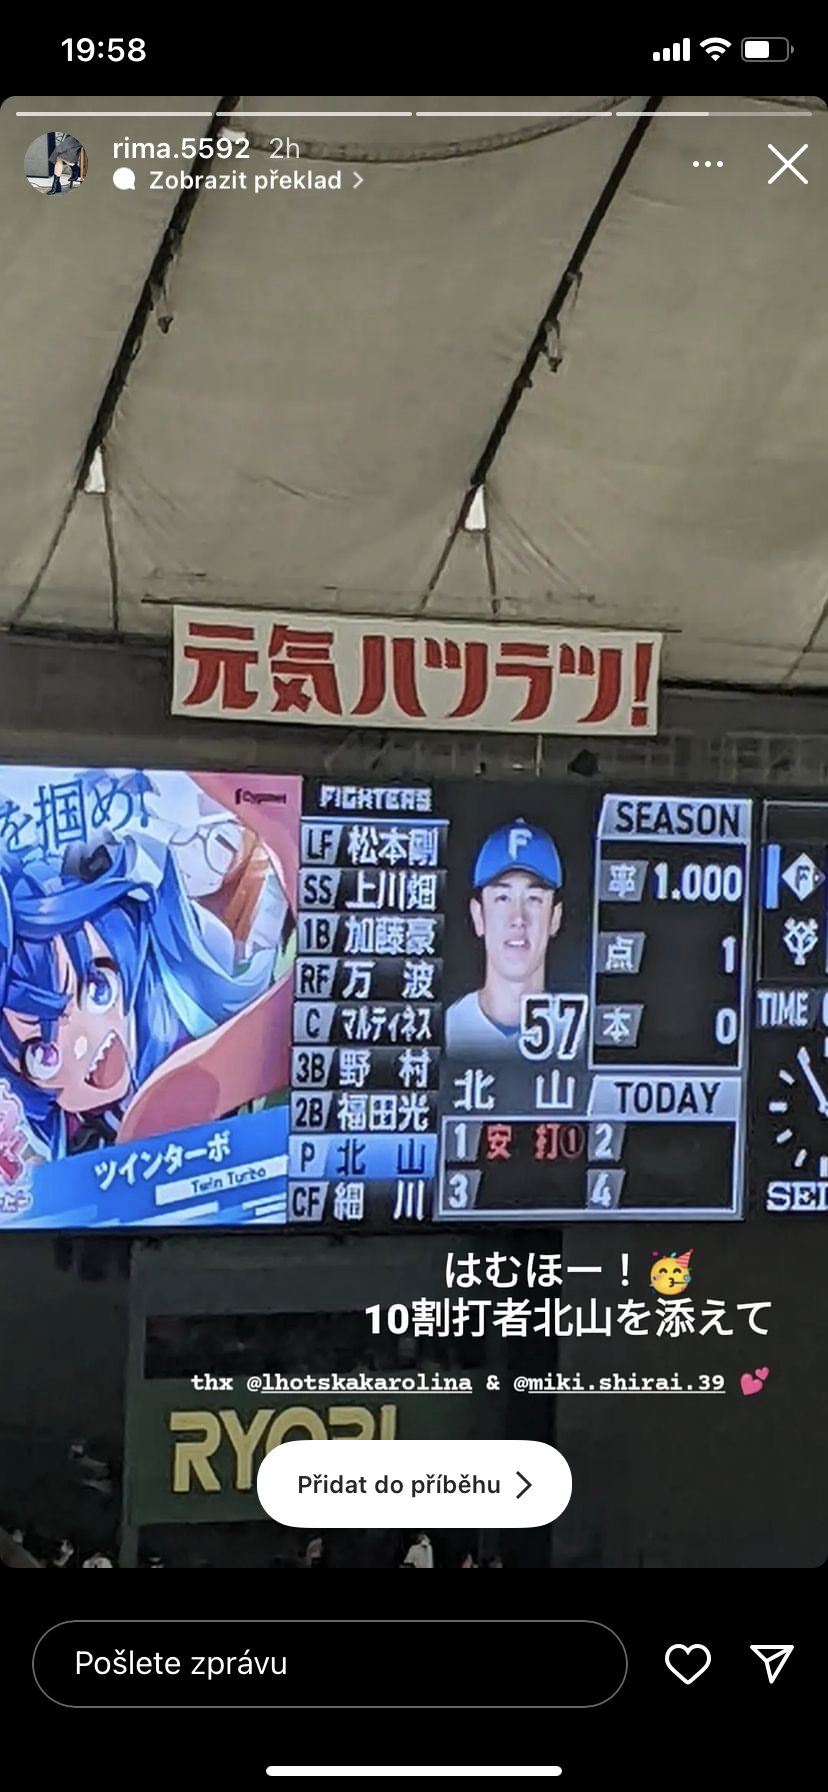 19:58
rima.5592 2h
Zobrazit překlad
元気ハツラツ!
を掴め!
Cygames
ツインターボ
Twin Turbo
FIGHTERS
LF 松本剛
SS 上川畑
1B 加藤豪
RF 万波
C マルティネス
3B 野村
2B 福田光
P 北山
CF 細川
F
57
北山
SEASON
率 1.000
点 1
本 0
TODAY
1 安打① 2
3 4
F
TIME
SEI
はむほー！🥳
10割打者北山を添えて
thx @lhotskakarolina & @miki.shirai.39 💕
RYOBI
Přidat do příběhu
Pošlete zprávu